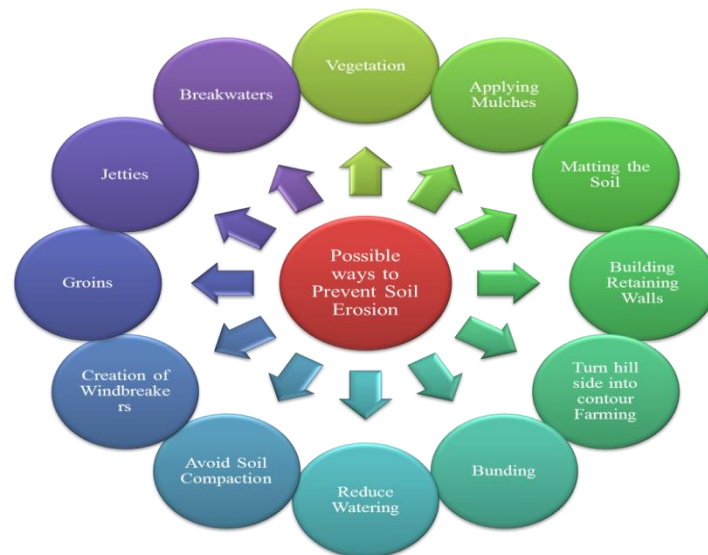 Possible
ways to
Prevent Soil
Erosion
Vegetation
Applying
Mulches
Matting the
Soil
Building
Retaining
Walls
Turn hill
side into
contour
Farming
Bunding
Reduce
Watering
Avoid Soil
Compaction
Creation of
Windbreake
rs
Groins
Jetties
Breakwaters